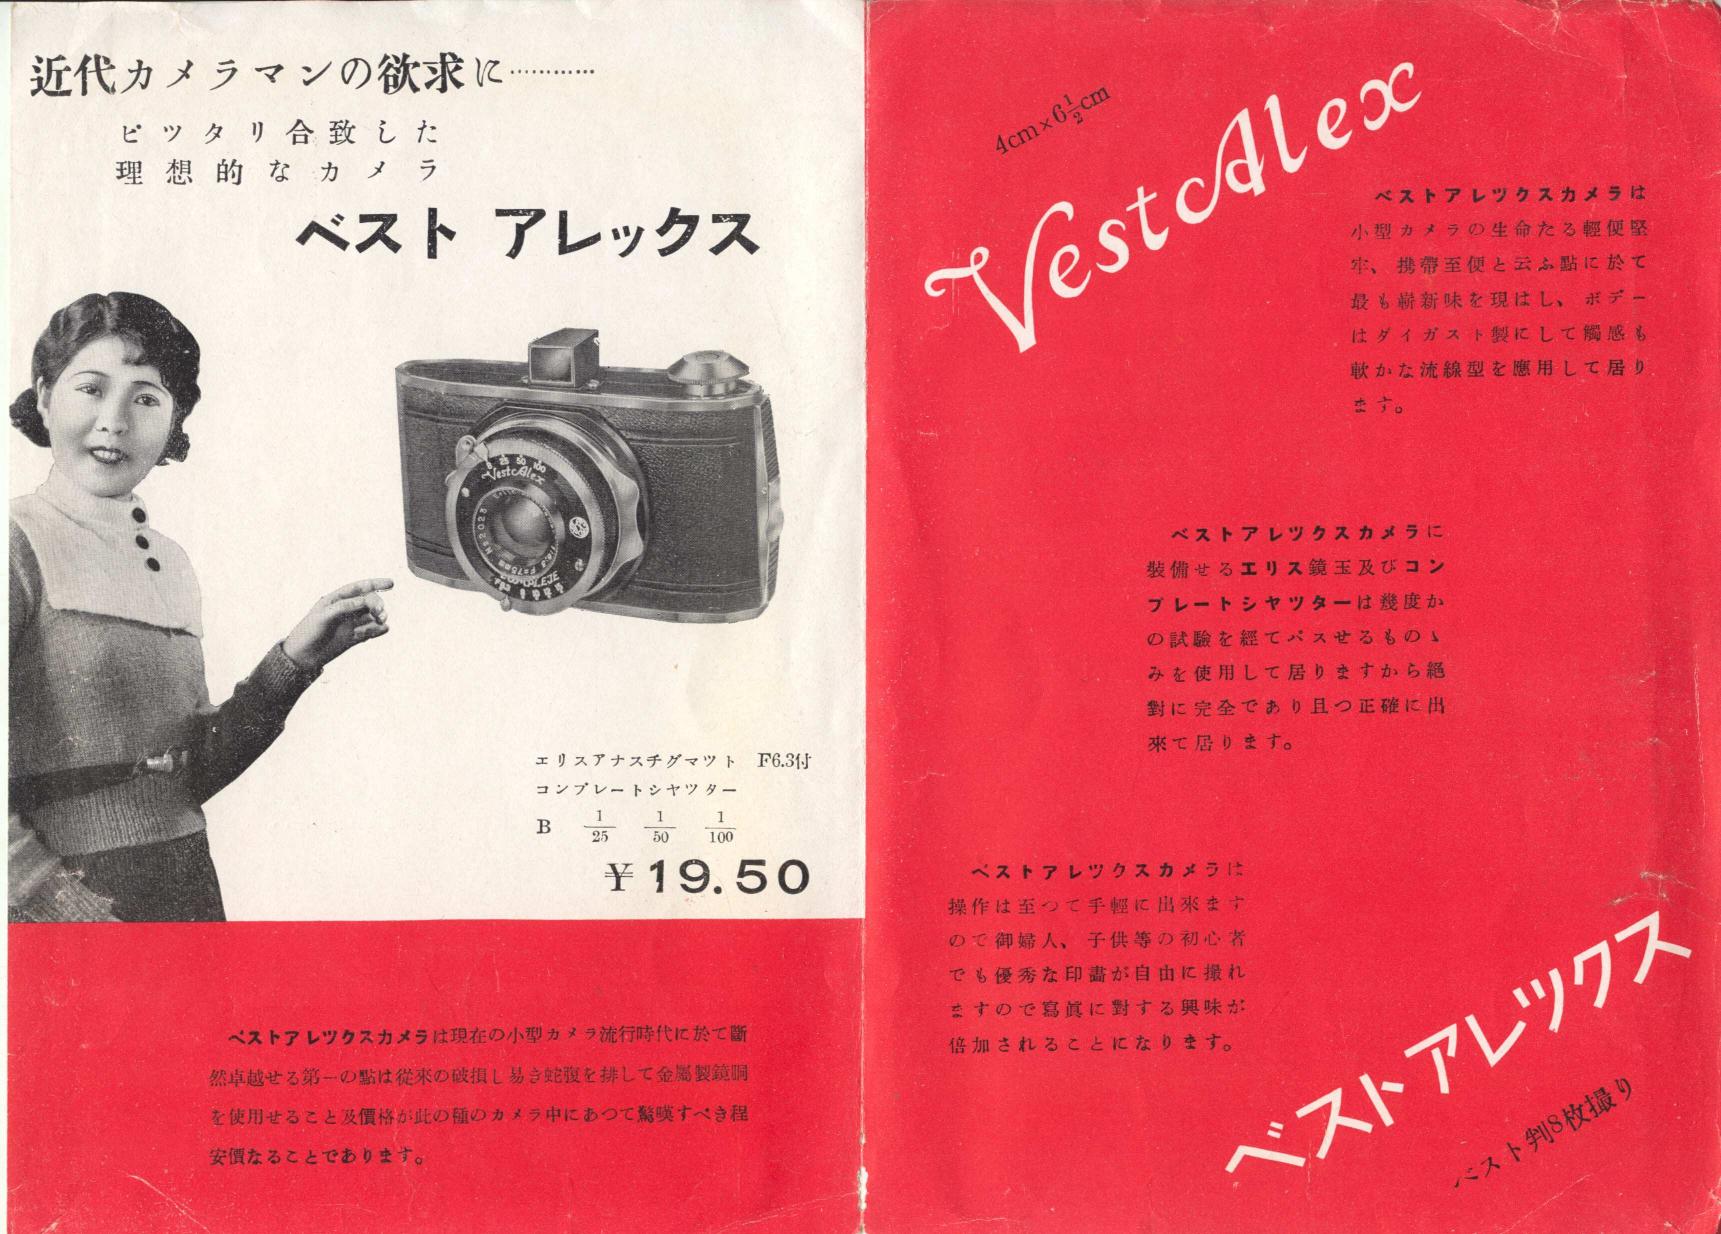 近代カメラマンの欲求に…………
ピツタリ合致した
理想的なカメラ
ベスト アレックス
B 25 50 100
VestAlex
No 2023
F=75mm
エリスアナスチグマツト F6.3付
コンプレートシヤツター
B 1/25 1/50 1/100
¥19.50
ベストアレツクスカメラは現在の小型カメラ流行時代に於て斷
然卓越せる第一の點は從來の破損し易き蛇腹を排して金屬製鏡胴
を使用せること及價格が此の種のカメラ中にあつて驚嘆すべき程
安價なることであります。
4cm×6½cm
VestAlex
ベストアレツクスカメラは
小型カメラの生命たる輕便堅
牢、携帶至便と云ふ點に於て
最も嶄新味を現はし、ボデー
はダイガスト製にして觸感も
軟かな流線型を應用して居り
ます。
ベストアレツクスカメラに
裝備せるエリス鏡玉及びコン
プレートシヤツターは幾度か
の試驗を經てパスせるものゝ
みを使用して居りますから絕
對に完全であり且つ正確に出
來て居ります。
ベストアレツクスカメラは
操作は至つて手輕に出來ます
ので御婦人、子供等の初心者
でも優秀な印畵が自由に撮れ
ますので寫眞に對する興味が
倍加されることになります。
ベストアレックス
ベスト判8枚撮り